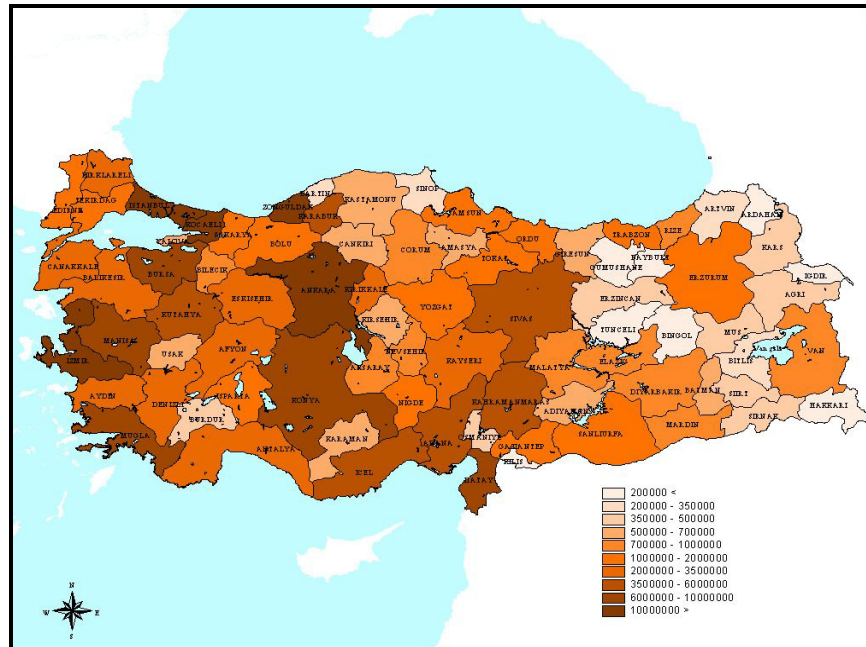 KIRKLARELI
EDIRNE
TEKIRDAG
ISTANBUL
KOCAELI
YALOVA
SAKARYA
ZONGULDAK
BARTIN
KARABUK
KASTAMONU
SINOP
SAMSUN
ORDU
GIRESUN
TRABZON
RIZE
ARTVIN
ARDAHAN
KARS
CANAKKALE
BALIKESIR
BURSA
BILECIK
BOLU
CANKIRI
CORUM
AMASYA
TOKAT
GUMUSHANE
BAYBURT
ERZURUM
IGDIR
AGRI
KUTAHYA
ESKISEHIR
ANKARA
KIRIKKALE
KIRSEHIR
YOZGAT
SIVAS
ERZINCAN
TUNCELI
BINGOL
MUS
BITLIS
Van golu
VAN
MANISA
IZMIR
USAK
AFYON
AKSARAY
NEVSEHIR
KAYSERI
MALATYA
ELAZIG
DIYARBAKIR
BATMAN
SIIRT
SIRNAK
HAKKARI
AYDIN
DENIZLI
ISPARTA
BURDUR
KONYA
NIGDE
KAHRAMANMARAS
ADIYAMAN
SANLIURFA
MARDIN
MUGLA
ANTALYA
KARAMAN
ICEL
ADANA
OSMANIYE
GAZIANTEP
KILIS
HATAY
200000 <
200000 - 350000
350000 - 500000
500000 - 700000
700000 - 1000000
1000000 - 2000000
2000000 - 3500000
3500000 - 6000000
6000000 - 10000000
10000000 >
N
W E
S